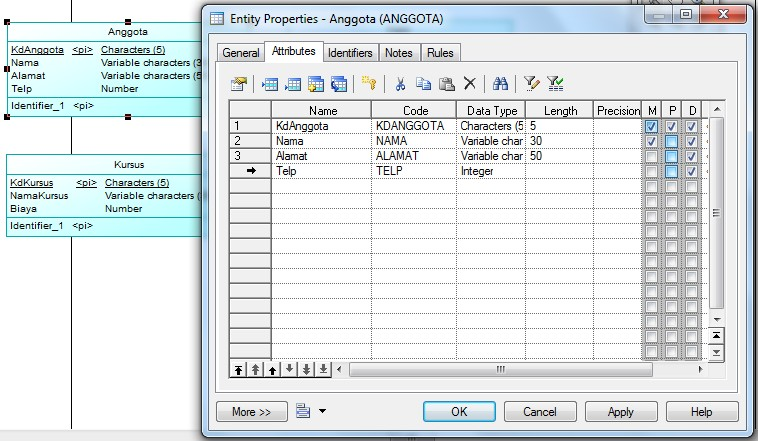 Anggota
KdAnggota <pi> Characters (5)
Nama Variable characters (3
Alamat Variable characters (5
Telp Number
Identifier_1 <pi>
Kursus
KdKursus <pi> Characters (5)
NamaKursus Variable characters (
Biaya Number
Identifier_1 <pi>
Entity Properties - Anggota (ANGGOTA)
General Attributes Identifiers Notes Rules
Name Code Data Type Length Precision M P D
1 KdAnggota KDANGGOTA Characters (5 5
2 Nama NAMA Variable char 30
3 Alamat ALAMAT Variable char 50
Telp TELP Integer
More >> OK Cancel Apply Help